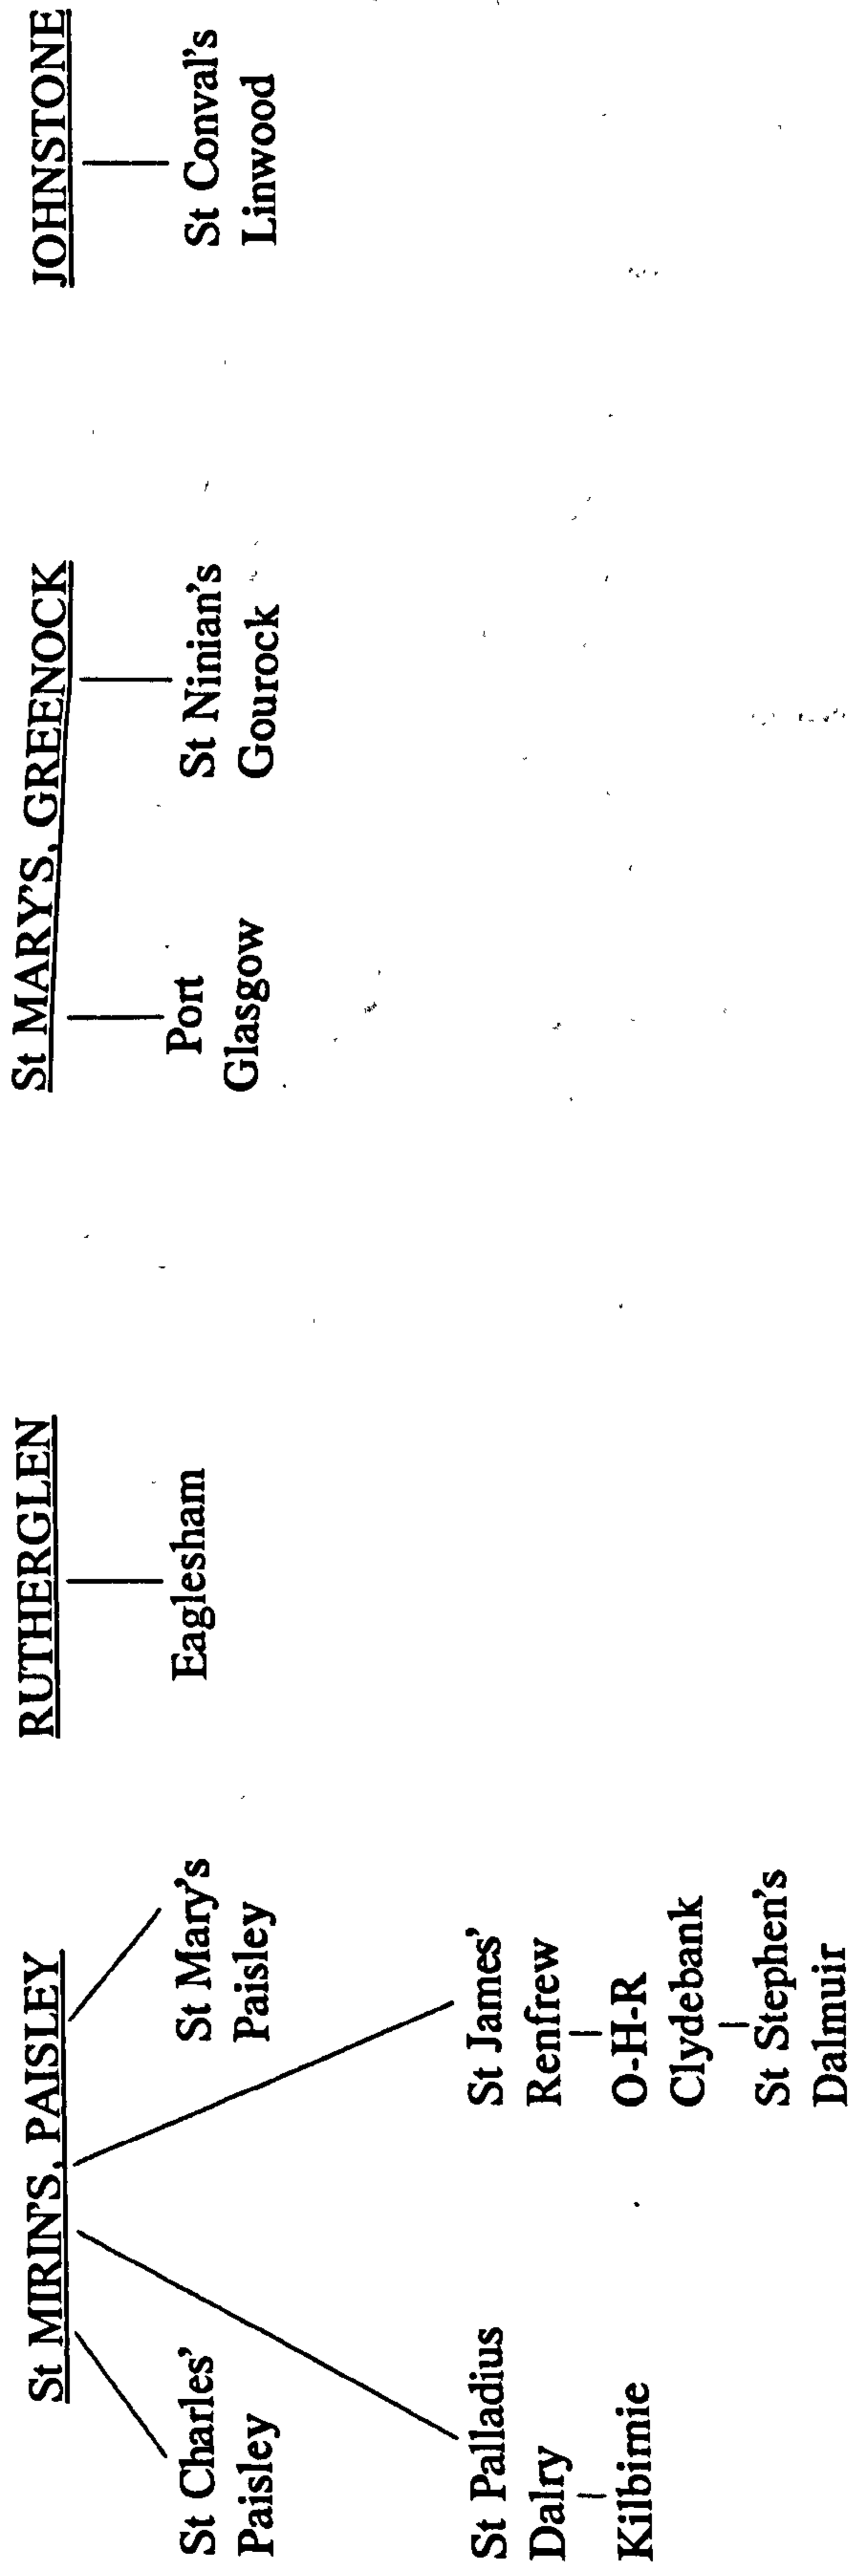 St MIRIN'S, PAISLEY
St Charles'
Paisley
St Mary's
Paisley
St Palladius
Dalry
Kilbirnie
St James'
Renfrew
O-H-R
Clydebank
St Stephen's
Dalmuir
RUTHERGLEN
Eaglesham
St MARY'S, GREENOCK
Port
Glasgow
St Ninian's
Gourock
JOHNSTONE
St Conval's
Linwood